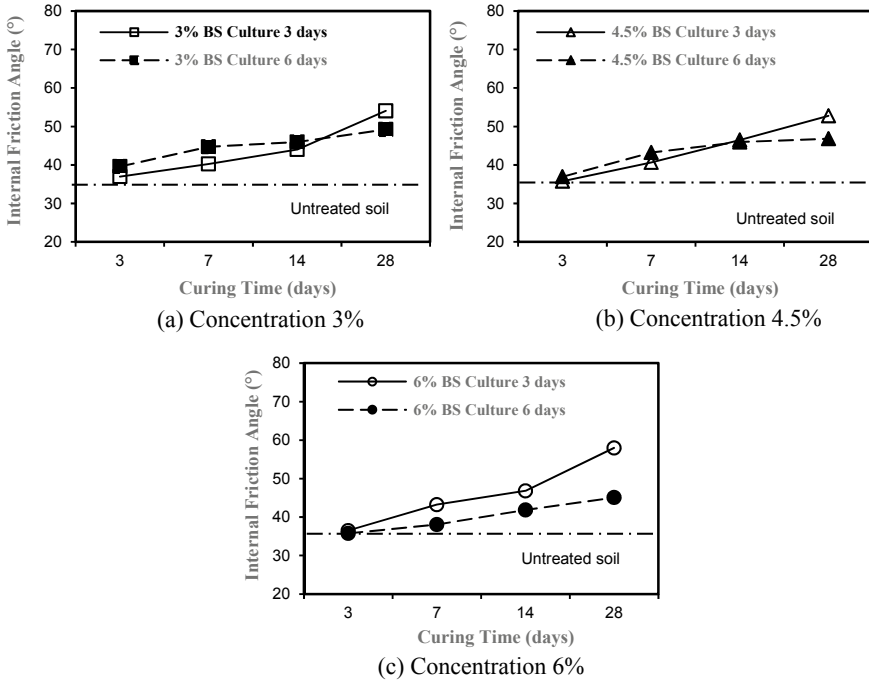 80
70
60
50
40
30
20
Internal Friction Angle (°)
3% BS Culture 3 days
3% BS Culture 6 days
Untreated soil
3 7 14 28
Curing Time (days)
(a) Concentration 3%
80
70
60
50
40
30
20
Internal Friction Angle (°)
4.5% BS Culture 3 days
4.5% BS Culture 6 days
Untreated soil
3 7 14 28
Curing Time (days)
(b) Concentration 4.5%
80
70
60
50
40
30
20
Internal Friction Angle (°)
6% BS Culture 3 days
6% BS Culture 6 days
Untreated soil
3 7 14 28
Curing Time (days)
(c) Concentration 6%